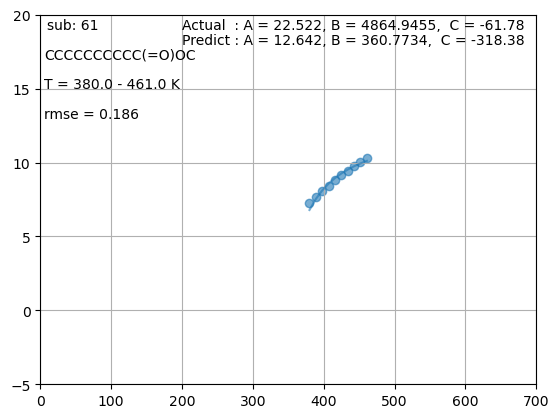 sub: 61
Actual  : A = 22.522, B = 4864.9455,  C = -61.78
Predict : A = 12.642, B = 360.7734,  C = -318.38
CCCCCCCCCC(=O)OC
T = 380.0 - 461.0 K
rmse = 0.186
20
15
10
5
0
−5
0 100 200 300 400 500 600 700